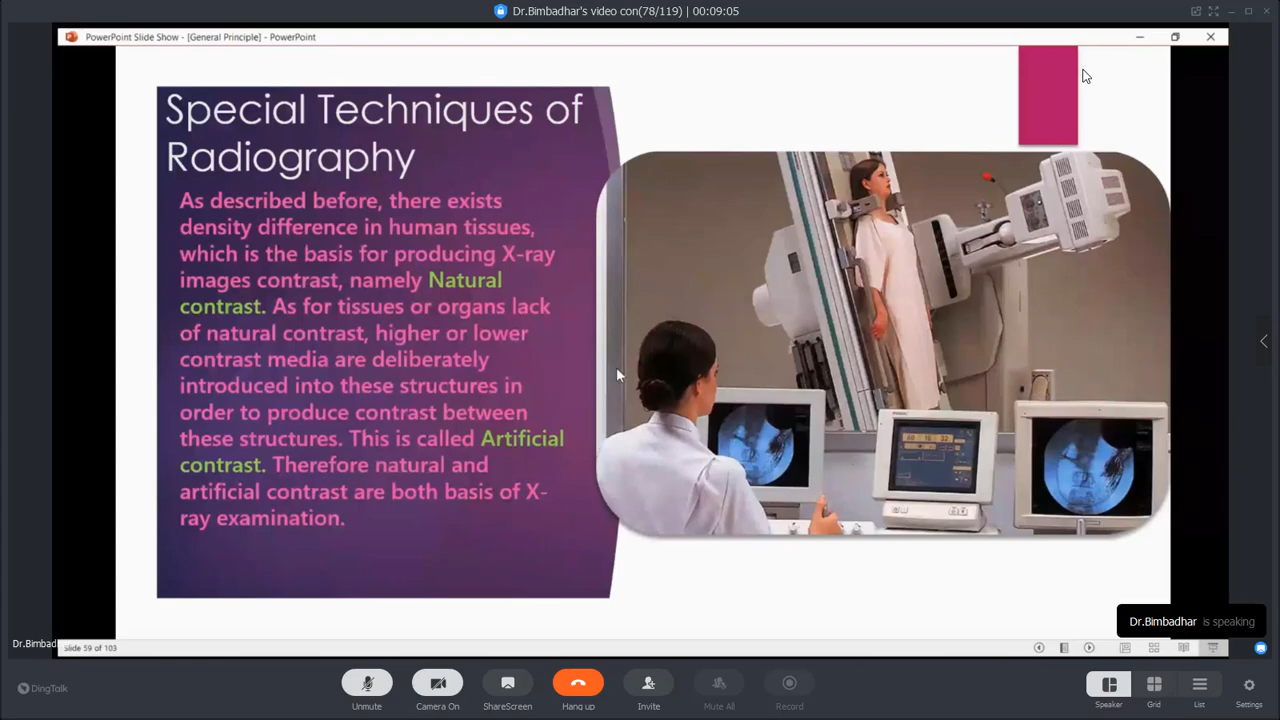 Dr.Bimbadhar's video con(78/119) | 00:09:05
PowerPoint Slide Show - [General Principle] - PowerPoint
Special Techniques of
Radiography
As described before, there exists
density difference in human tissues,
which is the basis for producing X-ray
images contrast, namely Natural
contrast. As for tissues or organs lack
of natural contrast, higher or lower
contrast media are deliberately
introduced into these structures in
order to produce contrast between
these structures. This is called Artificial
contrast. Therefore natural and
artificial contrast are both basis of X-
ray examination.
Dr.Bimbadhar is speaking
Dr.Bimbad
Slide 59 of 103
DingTalk
Unmute
Camera On
ShareScreen
Hang up
Invite
Mute All
Record
Speaker
Grid
List
Settings